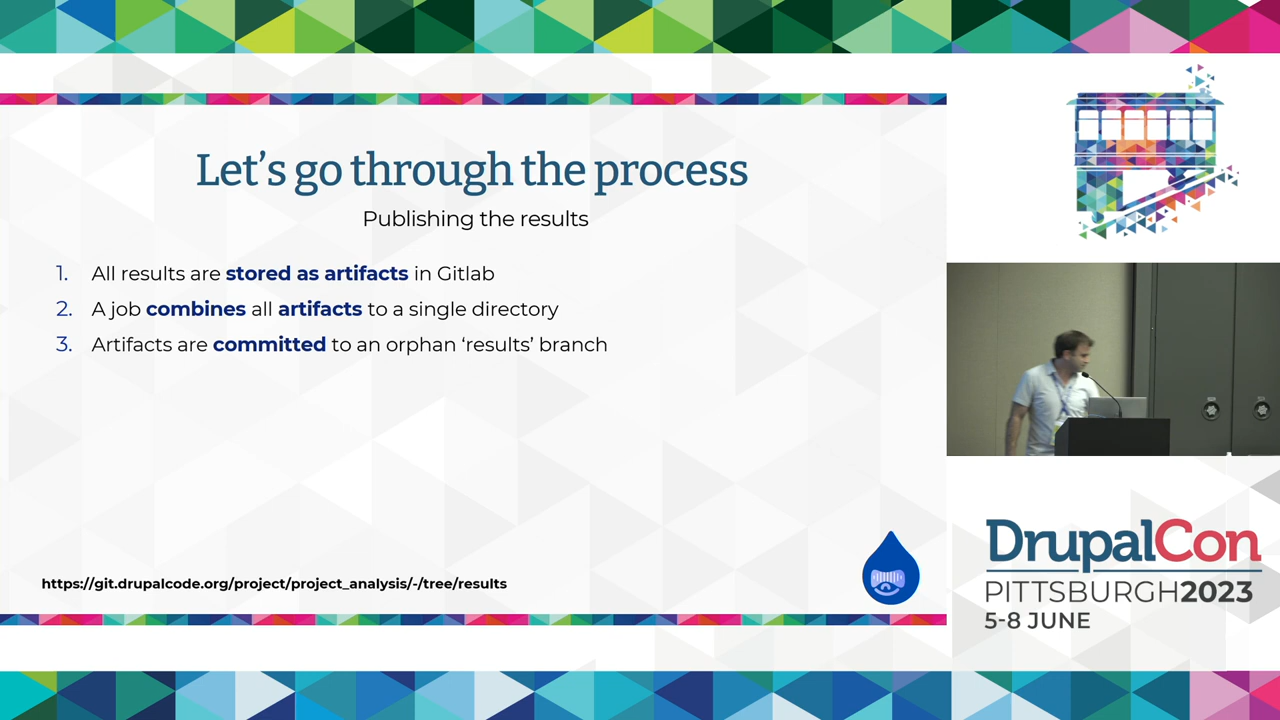 Let's go through the process
Publishing the results
1. All results are stored as artifacts in Gitlab
2. A job combines all artifacts to a single directory
3. Artifacts are committed to an orphan ‘results’ branch
https://git.drupalcode.org/project/project_analysis/-/tree/results
DrupalCon
PITTSBURGH2023
5-8 JUNE